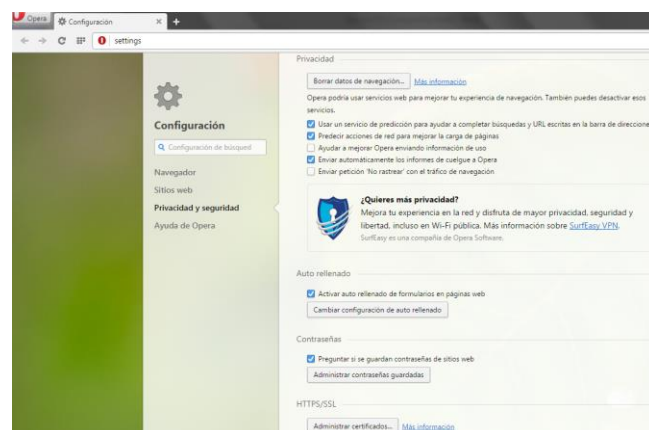 Opera
Configuración
settings
Privacidad
Borrar datos de navegación...
Más información
Opera podría usar servicios web para mejorar tu experiencia de navegación. También puedes desactivar esos
servicios.
Usar un servicio de predicción para ayudar a completar búsquedas y URL escritas en la barra de direccione
Predecir acciones de red para mejorar la carga de páginas
Ayudar a mejorar Opera enviando información de uso
Enviar automáticamente los informes de cuelgue a Opera
Enviar petición 'No rastrear' con el tráfico de navegación
Configuración
Configuración de búsqued
Navegador
Sitios web
Privacidad y seguridad
Ayuda de Opera
¿Quieres más privacidad?
Mejora tu experiencia en la red y disfruta de mayor privacidad, seguridad y
libertad, incluso en Wi-Fi pública. Más información sobre SurfEasy VPN.
SurfEasy es una compañía de Opera Software.
Auto rellenado
Activar auto rellenado de formularios en páginas web
Cambiar configuración de auto rellenado
Contraseñas
Preguntar si se guardan contraseñas de sitios web
Administrar contraseñas guardadas
HTTPS/SSL
Administrar certificados...
Más información